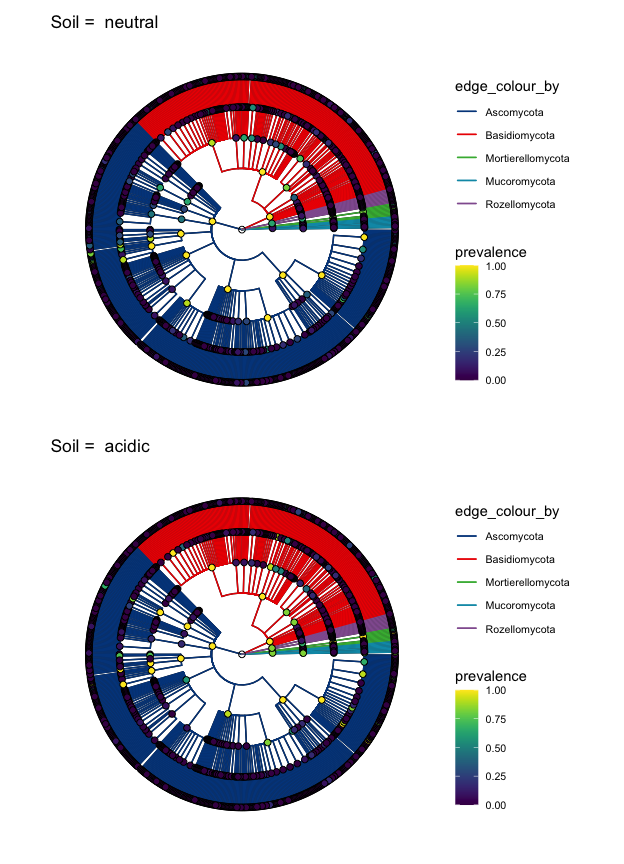 Soil =  neutral
edge_colour_by
Ascomycota
Basidiomycota
Mortierellomycota
Mucoromycota
Rozellomycota
prevalence
1.00
0.75
0.50
0.25
0.00
Soil =  acidic
edge_colour_by
Ascomycota
Basidiomycota
Mortierellomycota
Mucoromycota
Rozellomycota
prevalence
1.00
0.75
0.50
0.25
0.00